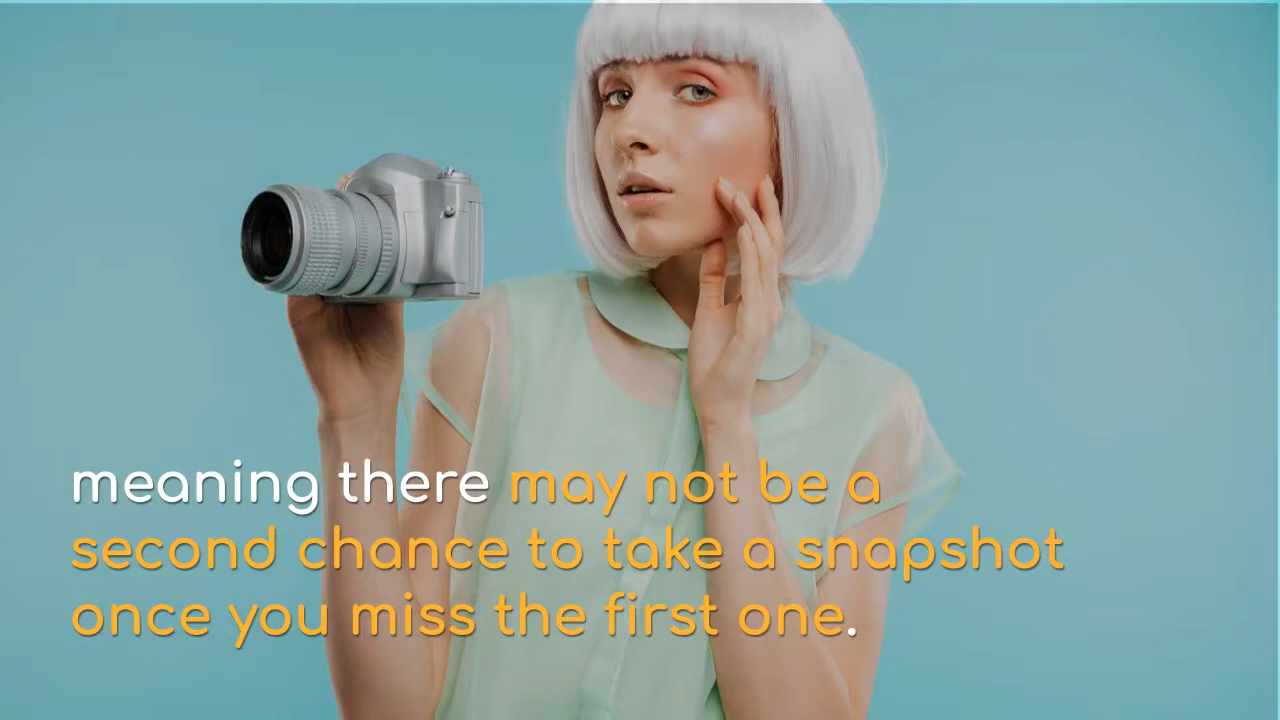 meaning there may not be a
second chance to take a snapshot
once you miss the first one.